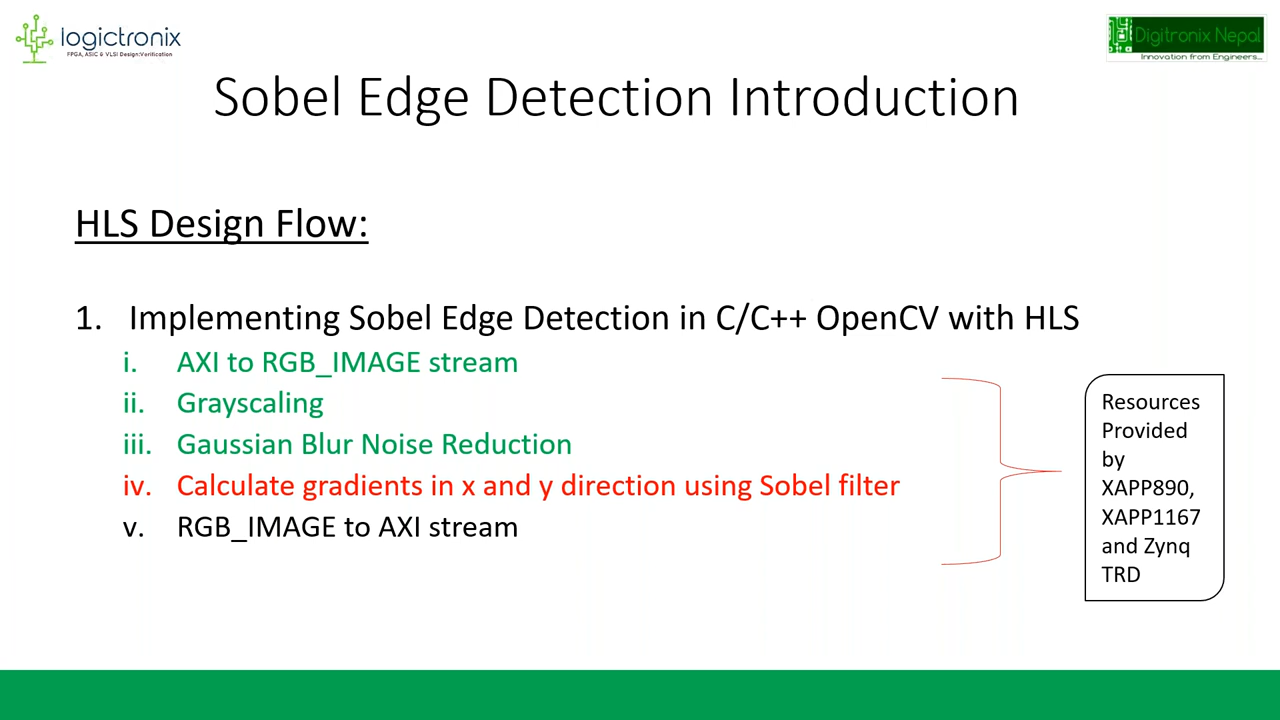 logictronix
FPGA, ASIC & VLSI Design:Verification
Digitronix Nepal
Innovation from Engineers...
Sobel Edge Detection Introduction
HLS Design Flow:
1. Implementing Sobel Edge Detection in C/C++ OpenCV with HLS
i. AXI to RGB_IMAGE stream
ii. Grayscaling
iii. Gaussian Blur Noise Reduction
iv. Calculate gradients in x and y direction using Sobel filter
v. RGB_IMAGE to AXI stream
Resources
Provided
by
XAPP890,
XAPP1167
and Zynq
TRD